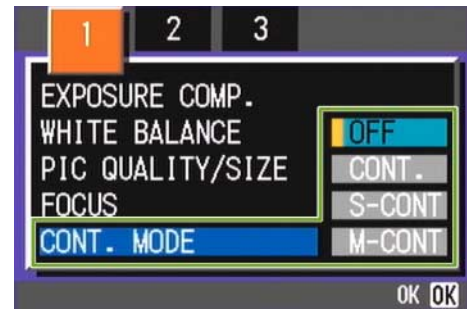 1 2 3
EXPOSURE COMP.
WHITE BALANCE OFF
PIC QUALITY/SIZE CONT.
FOCUS S-CONT
CONT. MODE M-CONT
OK OK